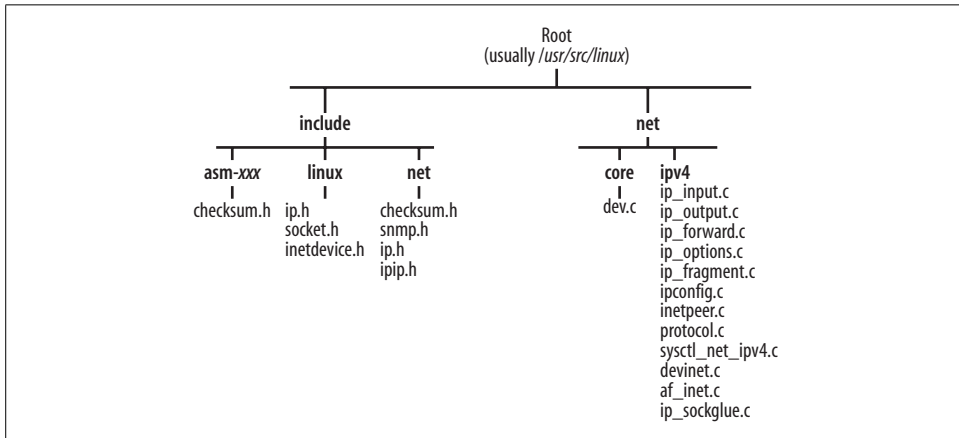 Root
(usually /usr/src/linux)
include
net
asm-xxx
linux
net
core
ipv4
checksum.h
ip.h
socket.h
inetdevice.h
checksum.h
snmp.h
ip.h
ipip.h
dev.c
ip_input.c
ip_output.c
ip_forward.c
ip_options.c
ip_fragment.c
ipconfig.c
inetpeer.c
protocol.c
sysctl_net_ipv4.c
devinet.c
af_inet.c
ip_sockglue.c